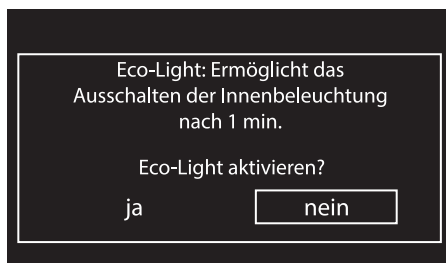 Eco-Light: Ermöglicht das
Ausschalten der Innenbeleuchtung
nach 1 min.
Eco-Light aktivieren?
ja nein